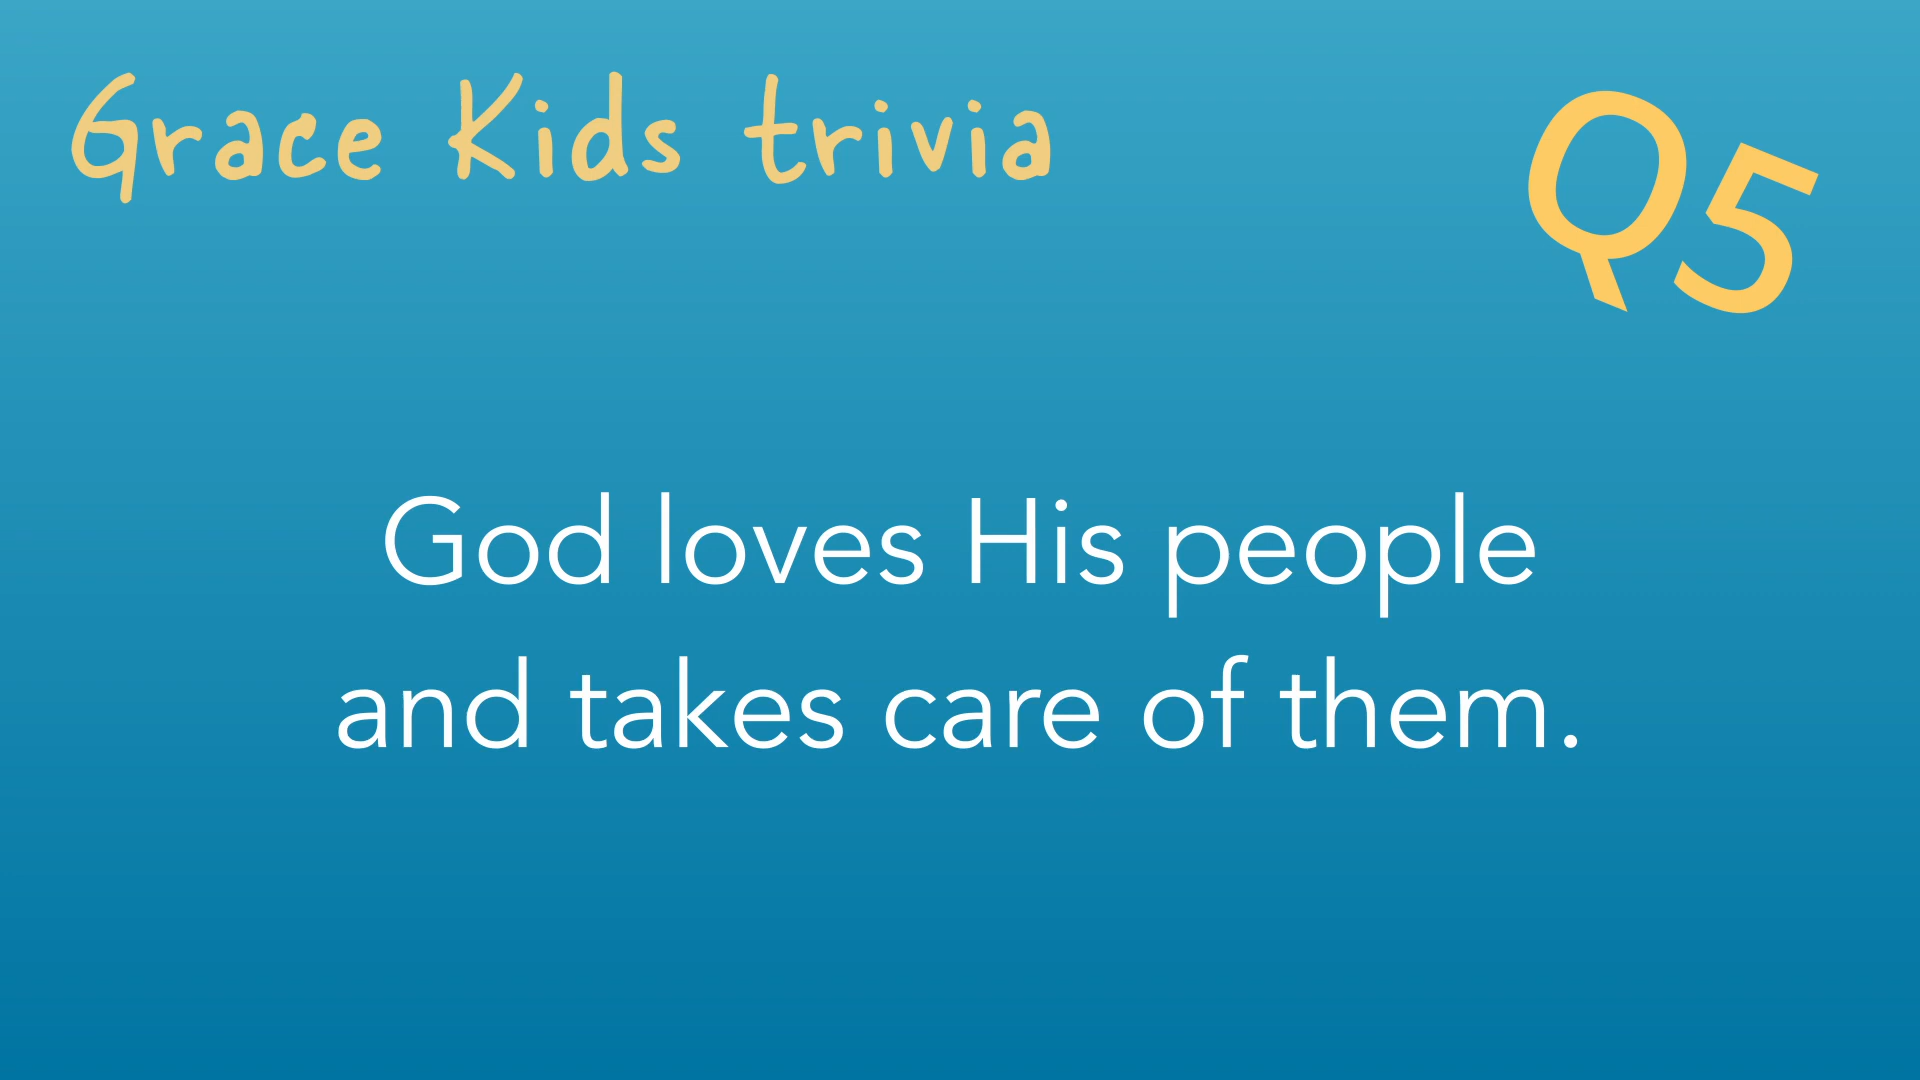 Grace Kids trivia
Q5
God loves His people
and takes care of them.